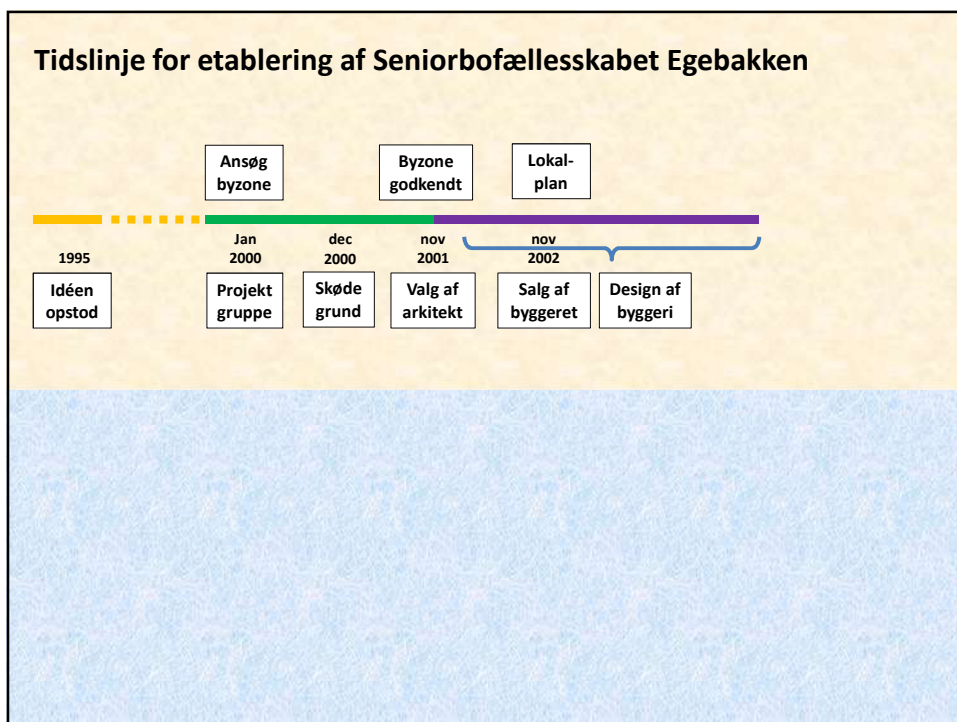 Tidslinje for etablering af Seniorbofællesskabet Egebakken
Ansøg
byzone
Byzone
godkendt
Lokal-
plan
1995
Jan
2000
dec
2000
nov
2001
nov
2002
Idéen
opstod
Projekt
gruppe
Skøde
grund
Valg af
arkitekt
Salg af
byggeret
Design af
byggeri